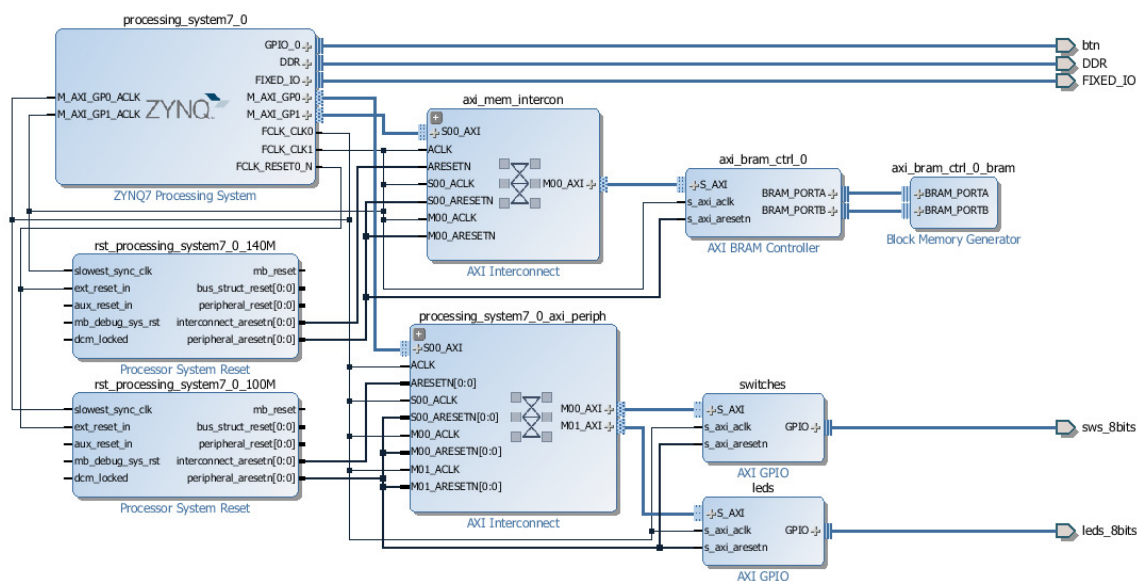 processing_system7_0
GPIO_0
DDR
FIXED_IO
M_AXI_GP0_ACLK
M_AXI_GP1_ACLK
ZYNQ
M_AXI_GP0
M_AXI_GP1
FCLK_CLK0
FCLK_CLK1
FCLK_RESET0_N
ZYNQ7 Processing System
btn
DDR
FIXED_IO
axi_mem_intercon
S00_AXI
ACLK
ARESETN
S00_ACLK
S00_ARESETN
M00_ACLK
M00_ARESETN
M00_AXI
AXI Interconnect
axi_bram_ctrl_0
S_AXI
s_axi_aclk
s_axi_aresetn
BRAM_PORTA
BRAM_PORTB
AXI BRAM Controller
axi_bram_ctrl_0_bram
BRAM_PORTA
BRAM_PORTB
Block Memory Generator
rst_processing_system7_0_140M
slowest_sync_clk
ext_reset_in
aux_reset_in
mb_debug_sys_rst
dcm_locked
mb_reset
bus_struct_reset[0:0]
peripheral_reset[0:0]
interconnect_aresetn[0:0]
peripheral_aresetn[0:0]
Processor System Reset
processing_system7_0_axi_periph
S00_AXI
ACLK
ARESETN[0:0]
S00_ACLK
S00_ARESETN[0:0]
M00_ACLK
M00_ARESETN[0:0]
M01_ACLK
M01_ARESETN[0:0]
M00_AXI
M01_AXI
AXI Interconnect
rst_processing_system7_0_100M
slowest_sync_clk
ext_reset_in
aux_reset_in
mb_debug_sys_rst
dcm_locked
mb_reset
bus_struct_reset[0:0]
peripheral_reset[0:0]
interconnect_aresetn[0:0]
peripheral_aresetn[0:0]
Processor System Reset
switches
S_AXI
s_axi_aclk
s_axi_aresetn
GPIO
AXI GPIO
sws_8bits
leds
S_AXI
s_axi_aclk
s_axi_aresetn
GPIO
AXI GPIO
leds_8bits